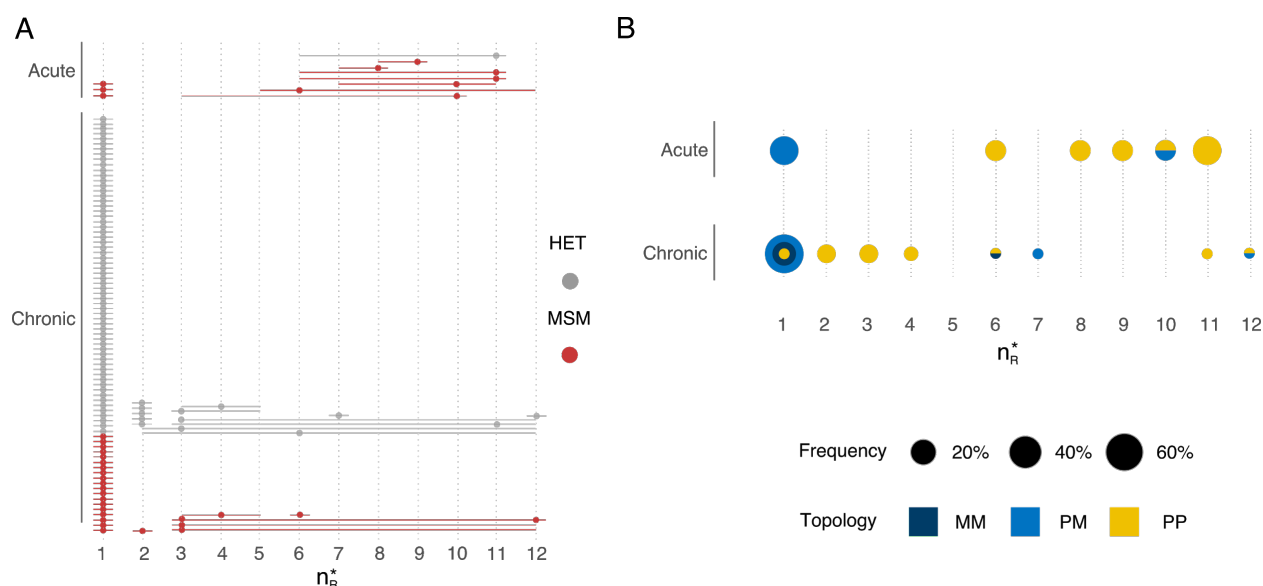 A
Acute
Chronic
HET
MSM
1 2 3 4 5 6 7 8 9 10 11 12
n*R
B
Acute
Chronic
1 2 3 4 5 6 7 8 9 10 11 12
n*R
Frequency 20% 40% 60%
Topology MM PM PP